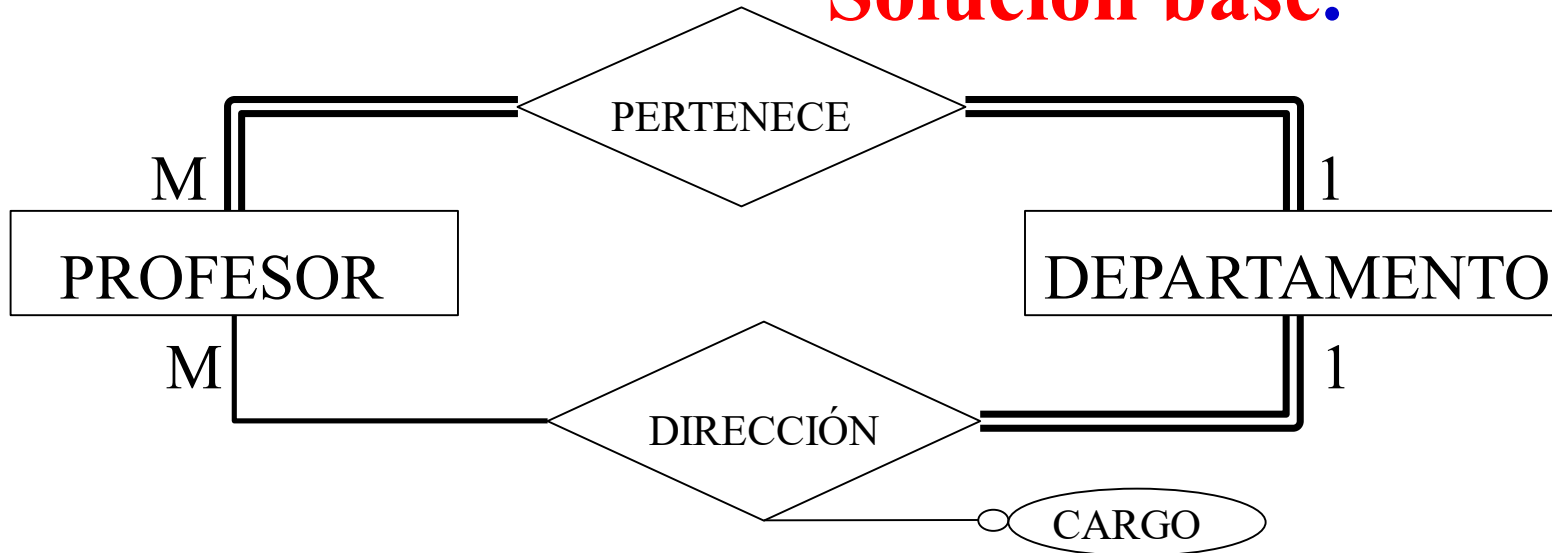 Solución base:
PERTENECE
M
1
PROFESOR
DEPARTAMENTO
M
1
DIRECCIÓN
CARGO